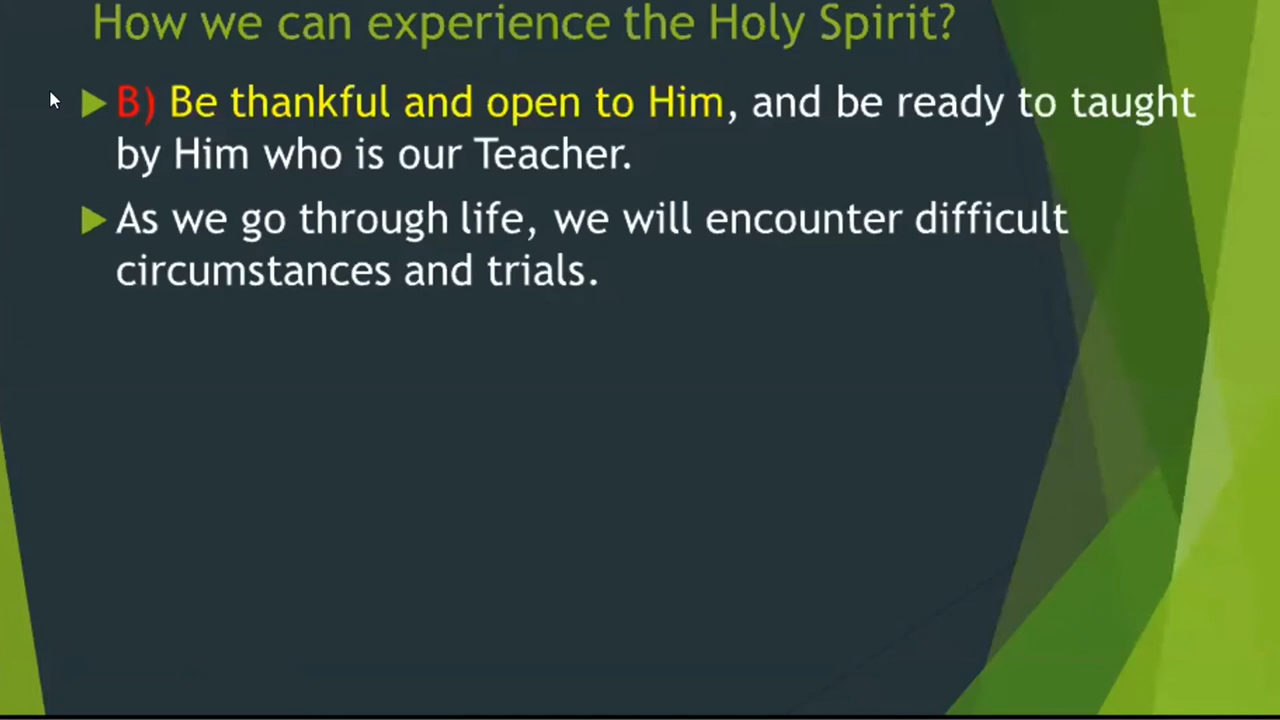 How we can experience the Holy Spirit?
B) Be thankful and open to Him, and be ready to taught
by Him who is our Teacher.
As we go through life, we will encounter difficult
circumstances and trials.